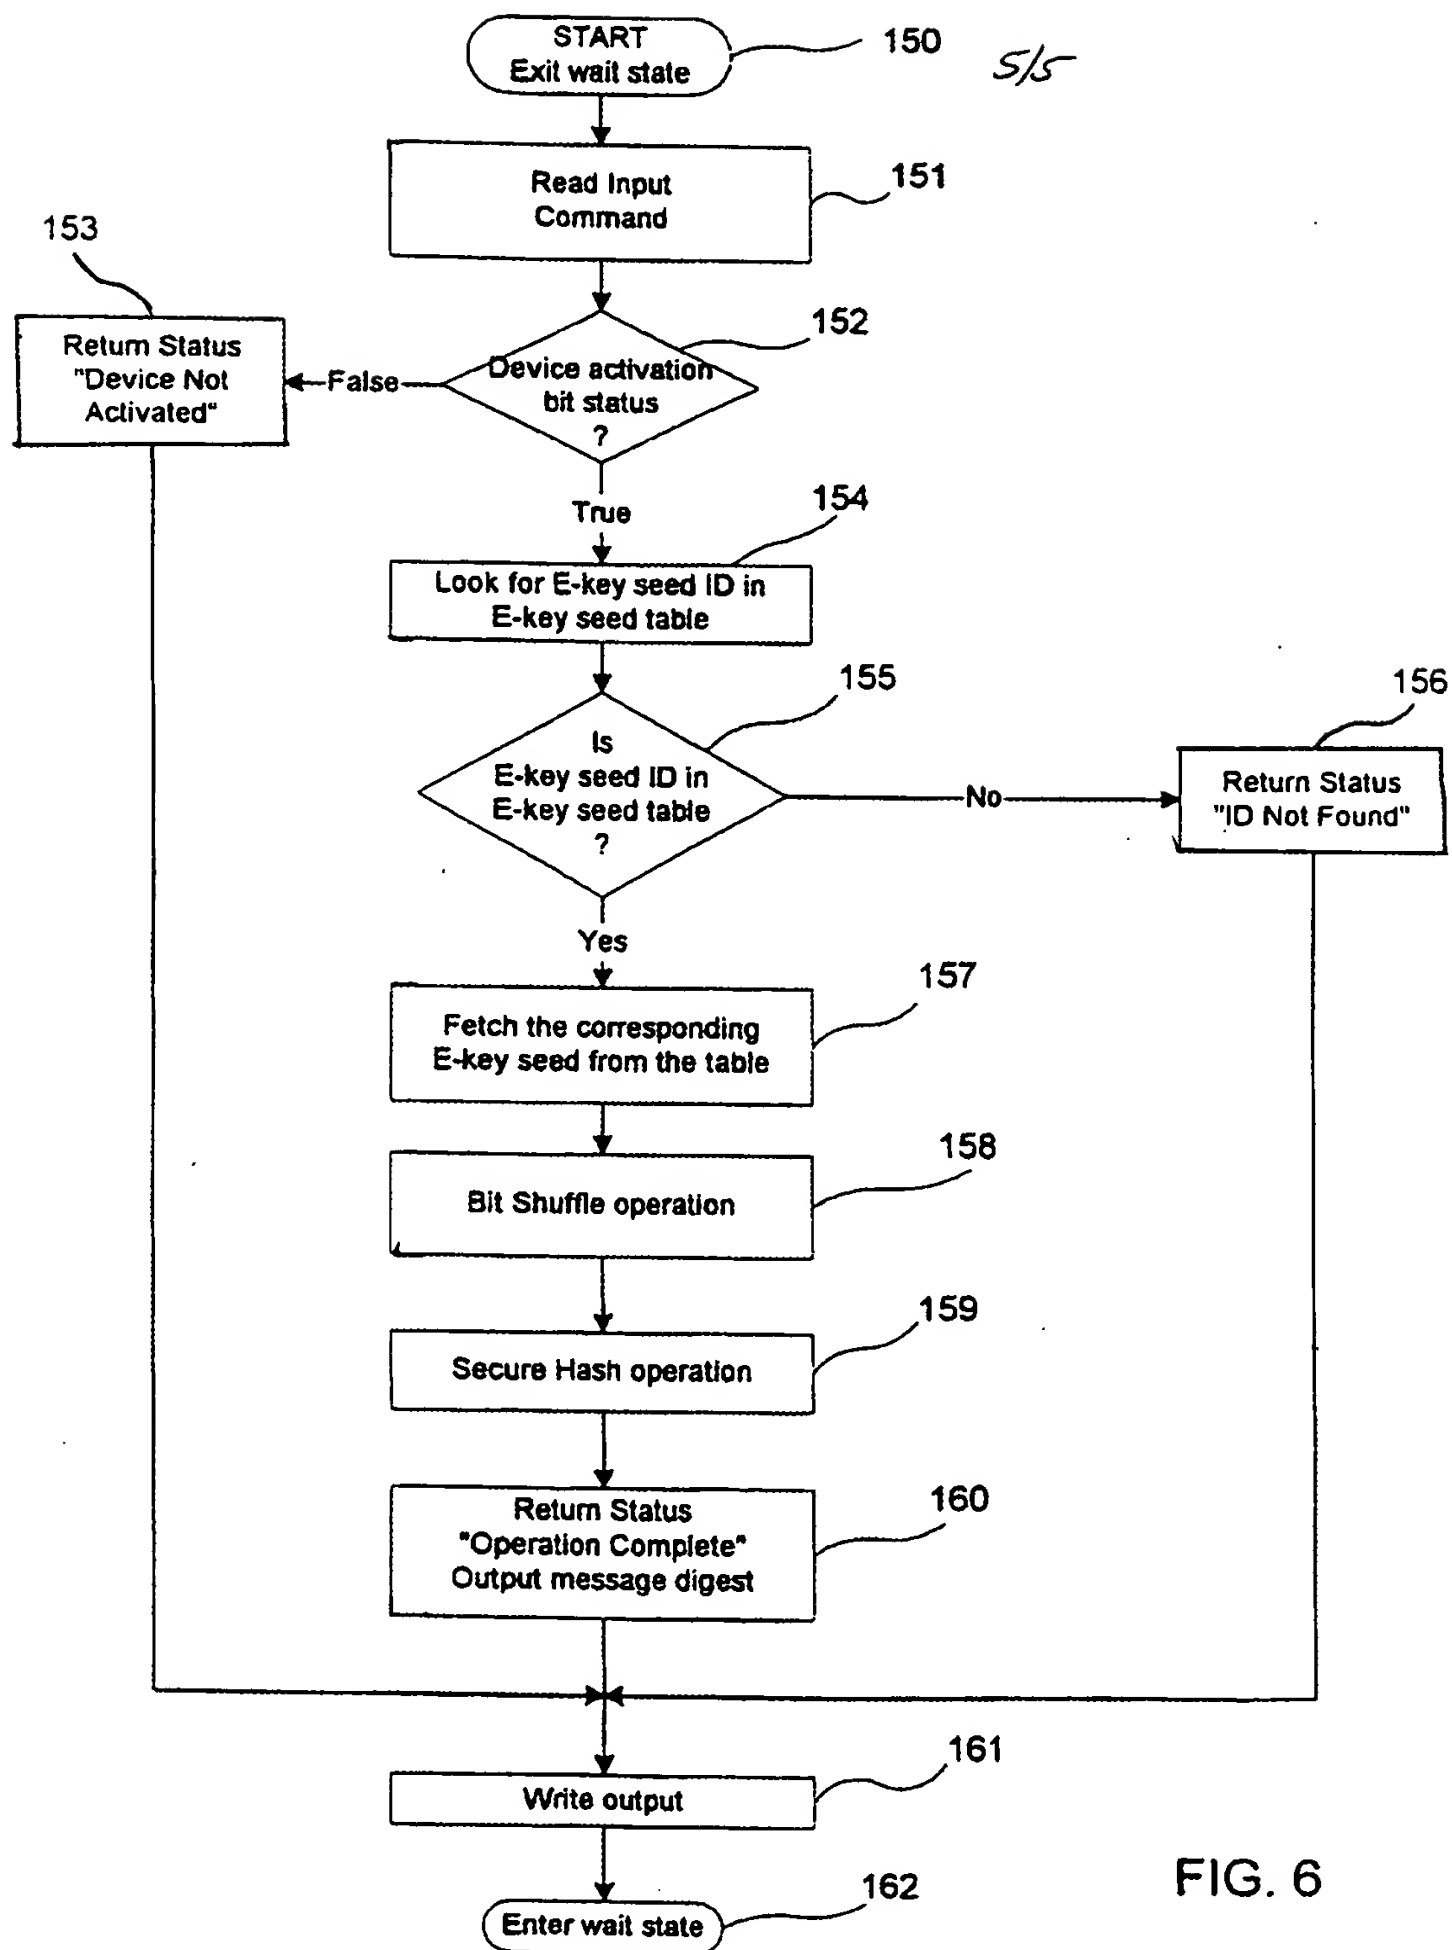 START
Exit wait state
150
5/5
Read Input
Command
151
153
Return Status
"Device Not
Activated"
False
152
Device activation
bit status
?
True
154
Look for E-key seed ID in
E-key seed table
155
Is
E-key seed ID in
E-key seed table
?
No
156
Return Status
"ID Not Found"
Yes
157
Fetch the corresponding
E-key seed from the table
158
Bit Shuffle operation
159
Secure Hash operation
160
Return Status
"Operation Complete"
Output message digest
161
Write output
162
Enter wait state
FIG. 6